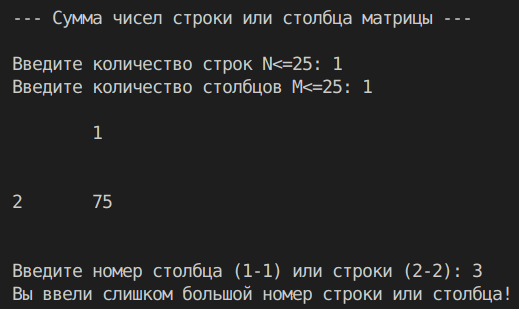 --- Сумма чисел строки или столбца матрицы ---
Введите количество строк N<=25: 1
Введите количество столбцов M<=25: 1
1
2 75
Введите номер столбца (1-1) или строки (2-2): 3
Вы ввели слишком большой номер строки или столбца!